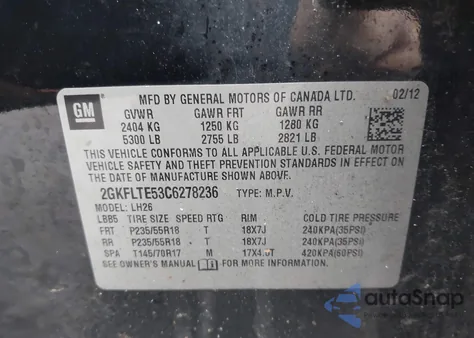 GM
MFD BY GENERAL MOTORS OF CANADA LTD. 02/12
GVWR GAWR FRT GAWR RR
2404 KG 1250 KG 1280 KG
5300 LB 2755 LB 2821 LB
THIS VEHICLE CONFORMS TO ALL APPLICABLE U.S. FEDERAL MOTOR
VEHICLE SAFETY AND THEFT PREVENTION STANDARDS IN EFFECT ON
THE DATE OF MANUFACTURE SHOWN ABOVE.
2GKFLTE53C6278236 TYPE: M.P.V.
MODEL: LH26
LBB5 TIRE SIZE SPEED RTG RIM COLD TIRE PRESSURE
FRT P235/55R18 T 18X7J 240KPA(35PSI)
RR P235/55R18 T 18X7J 240KPA(35PSI)
SPA T145/70R17 M 17X4.0T 420KPA(60PSI)
SEE OWNER'S MANUAL FOR MORE INFORMATION.
autoSnap